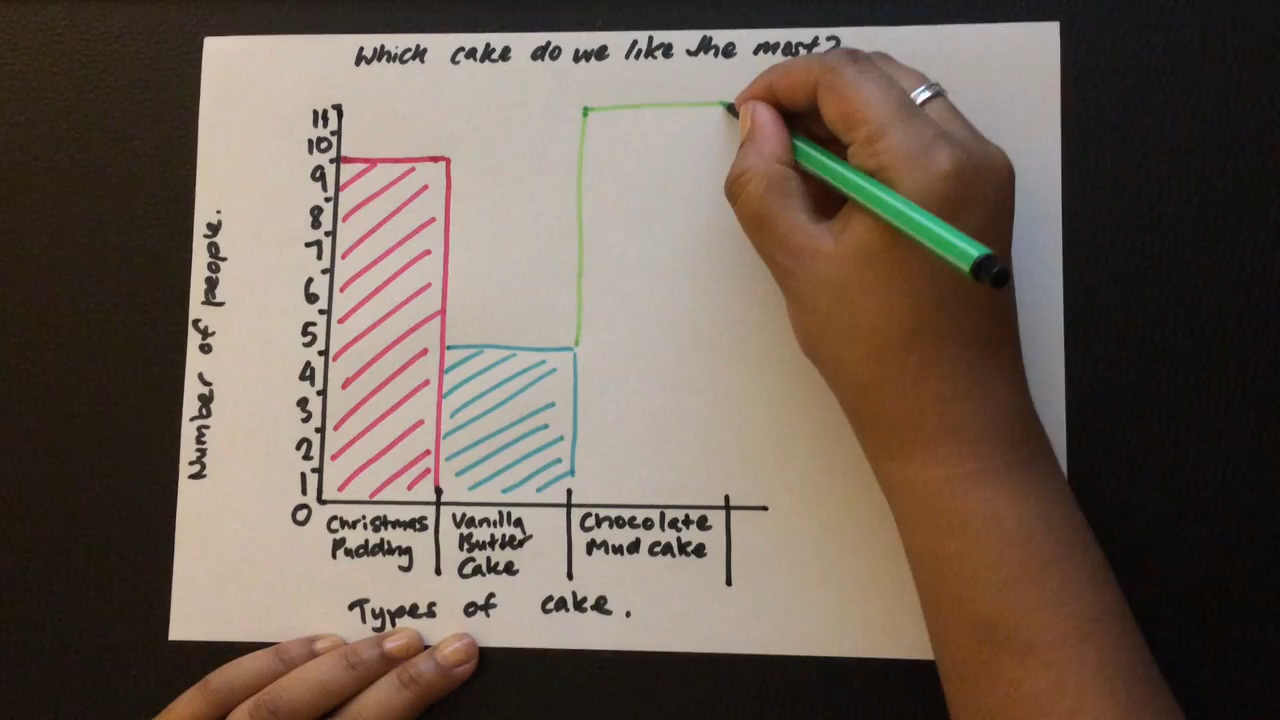 Which cake do we like the most?
11
10
9
8
7
6
5
4
3
2
1
0
Number of people.
Christmas
Pudding
Vanilla
Butter
Cake
Chocolate
Mud cake
Types of cake.